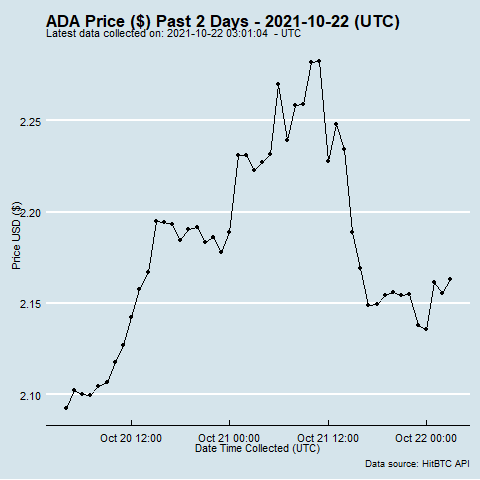 ADA Price ($) Past 2 Days - 2021-10-22 (UTC)
Latest data collected on: 2021-10-22 03:01:04 - UTC
Price USD ($)
2.25
2.20
2.15
2.10
Oct 20 12:00 Oct 21 00:00 Oct 21 12:00 Oct 22 00:00
Date Time Collected (UTC)
Data source: HitBTC API